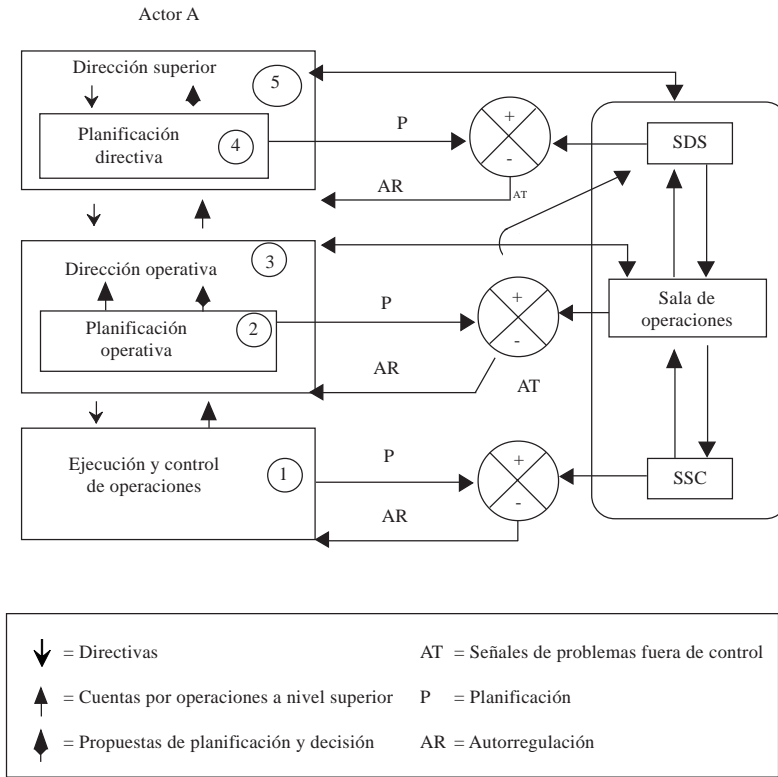 Actor A
Dirección superior
5
Planificación
directiva
4
P
+
-
AR
AT
SDS
Dirección operativa
3
Planificación
operativa
2
P
+
-
AR
AT
Sala de
operaciones
Ejecución y control
de operaciones
1
P
+
-
AR
SSC
= Directivas
AT = Señales de problemas fuera de control
= Cuentas por operaciones a nivel superior
P = Planificación
= Propuestas de planificación y decisión
AR = Autorregulación